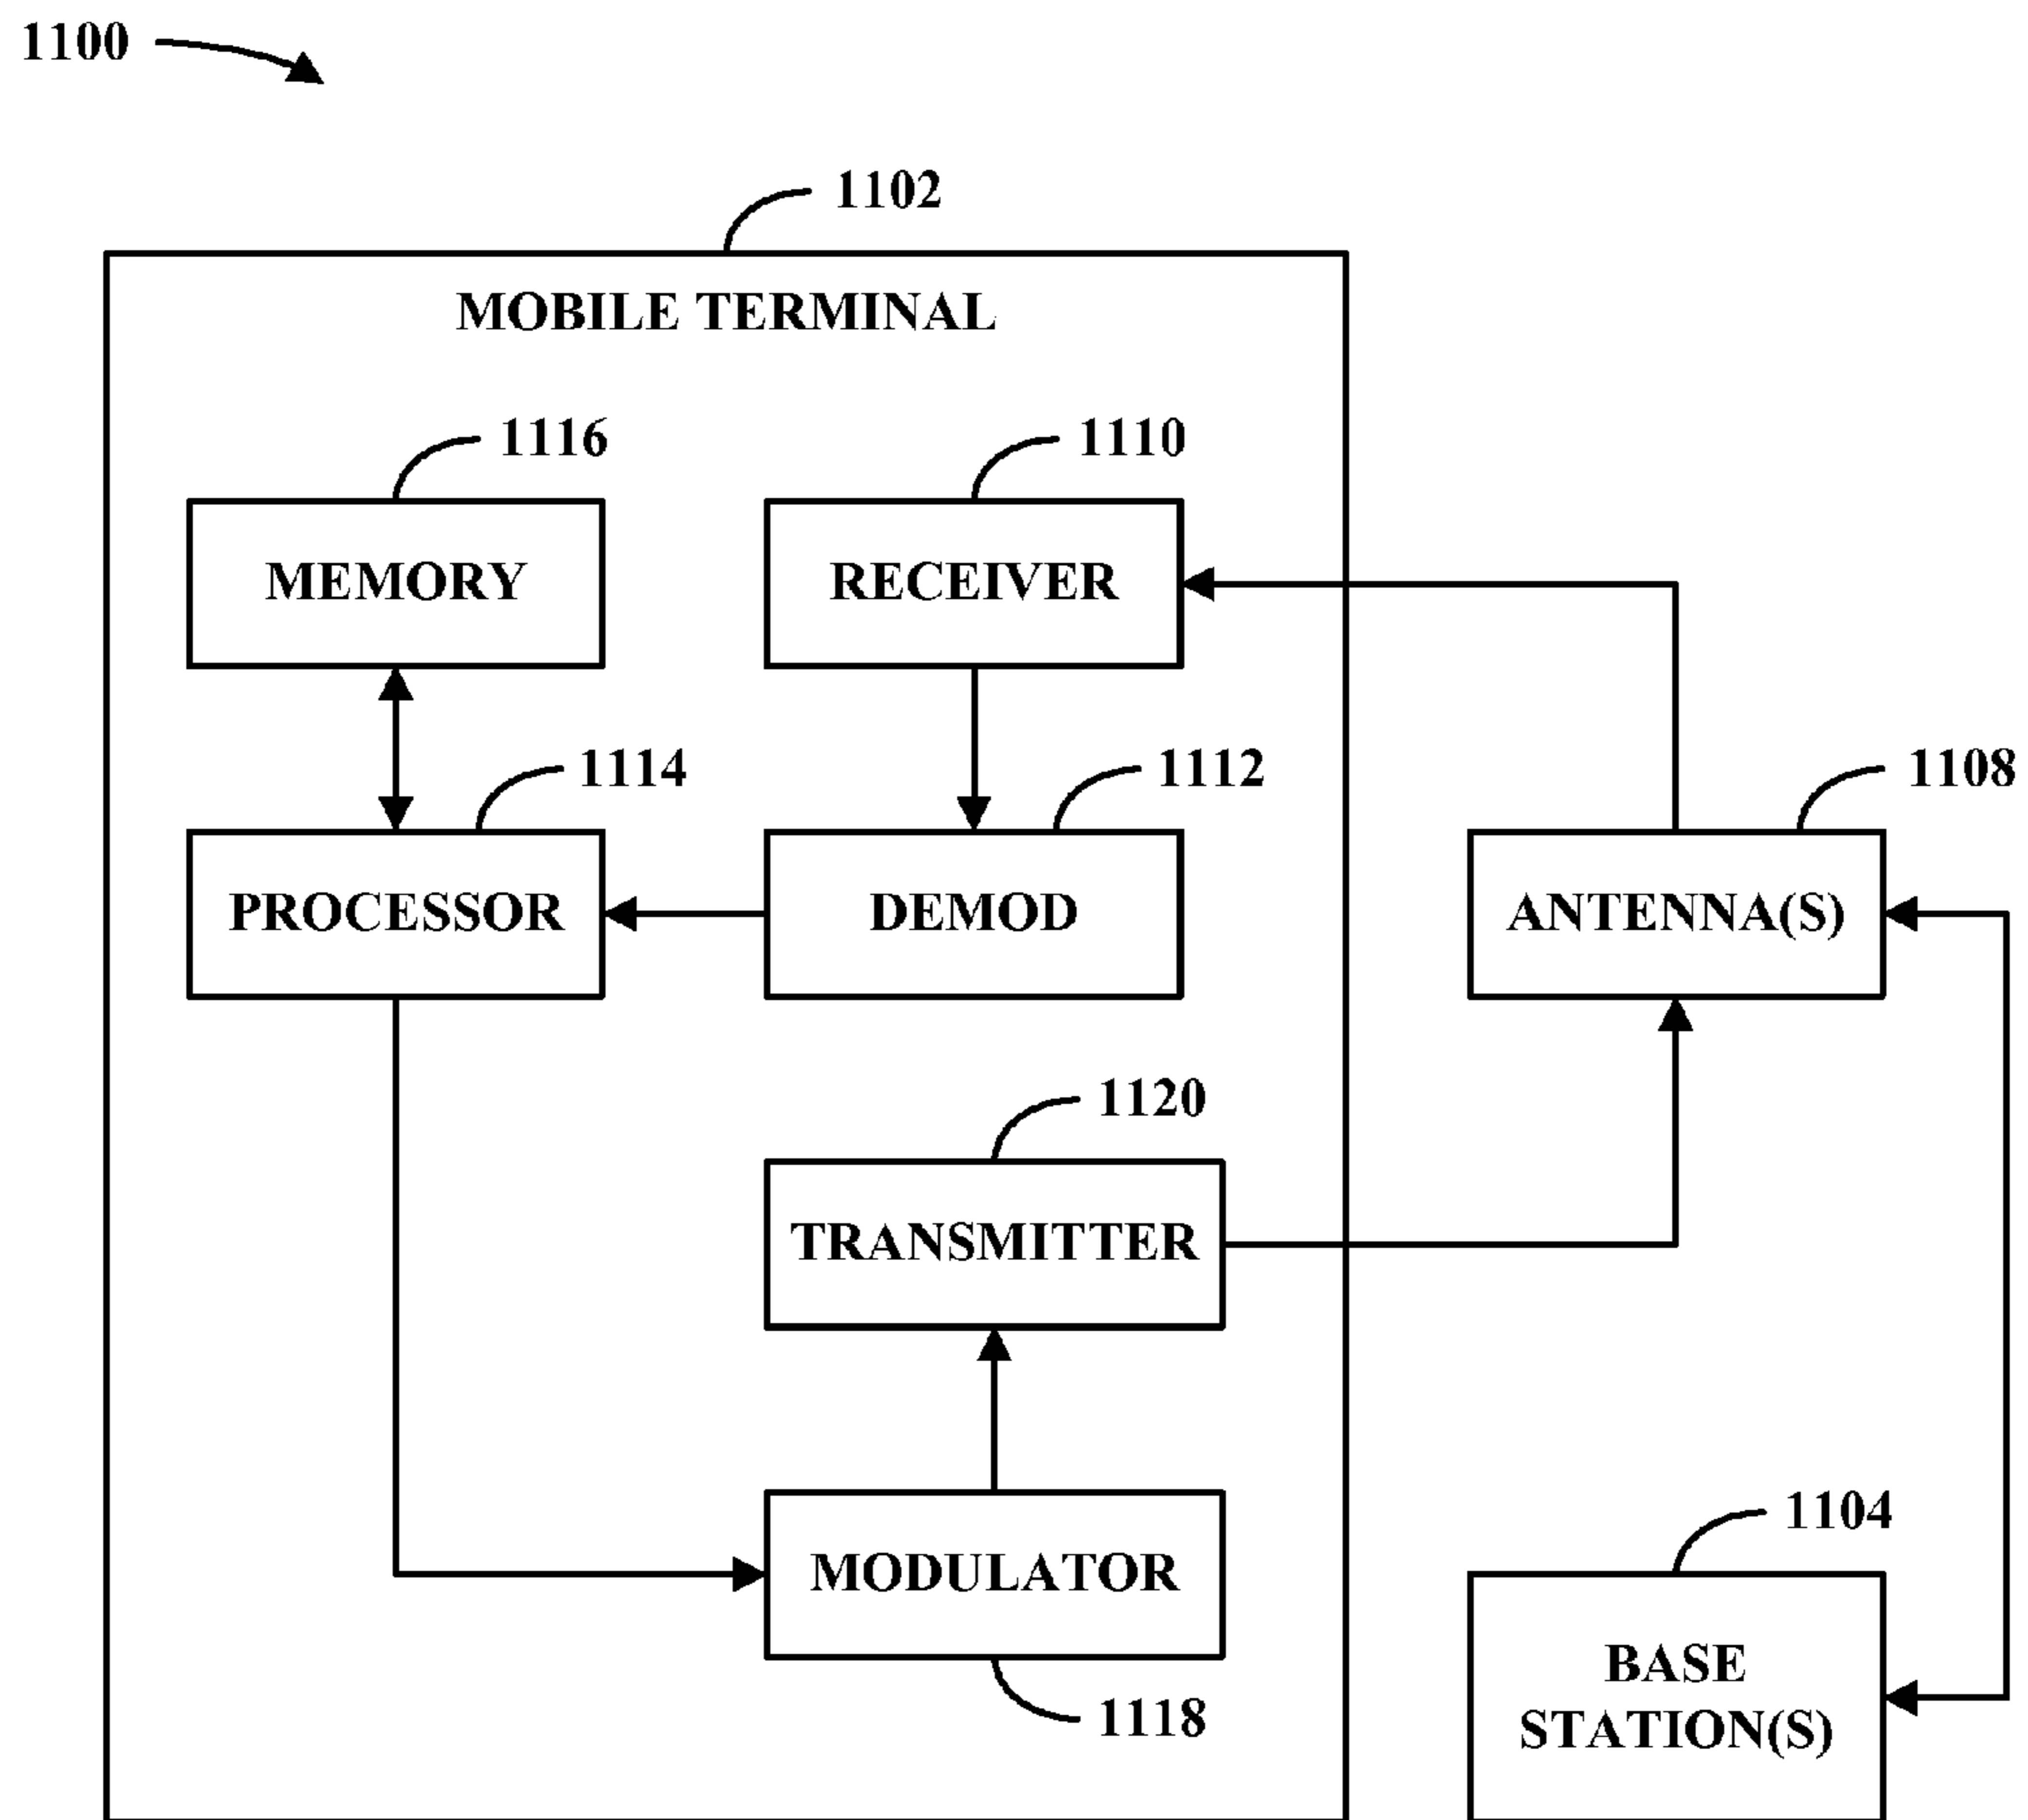 1100
1102
MOBILE TERMINAL
1116
1110
MEMORY
RECEIVER
1114
1112
1108
PROCESSOR
DEMOD
ANTENNA(S)
1120
TRANSMITTER
1104
MODULATOR
BASE
STATION(S)
1118